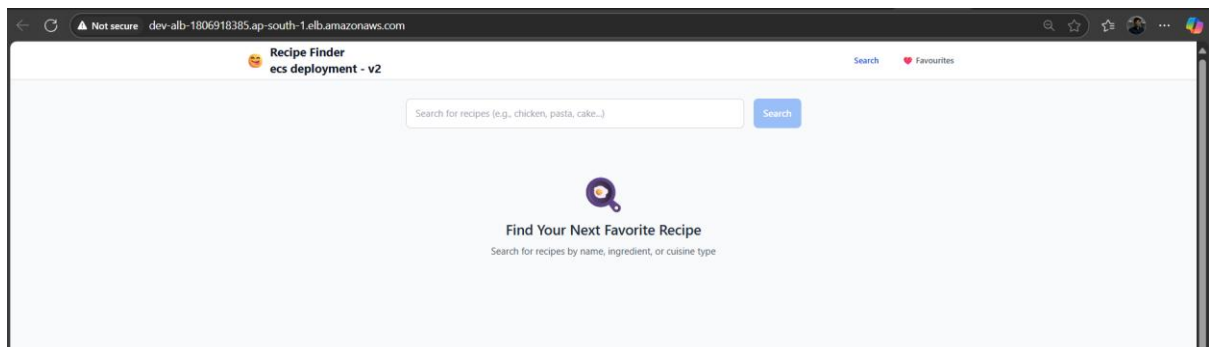 Not secure dev-alb-1806918385.ap-south-1.elb.amazonaws.com
Recipe Finder
ecs deployment - v2
Search
Favourites
Search for recipes (e.g., chicken, pasta, cake...)
Search
Find Your Next Favorite Recipe
Search for recipes by name, ingredient, or cuisine type